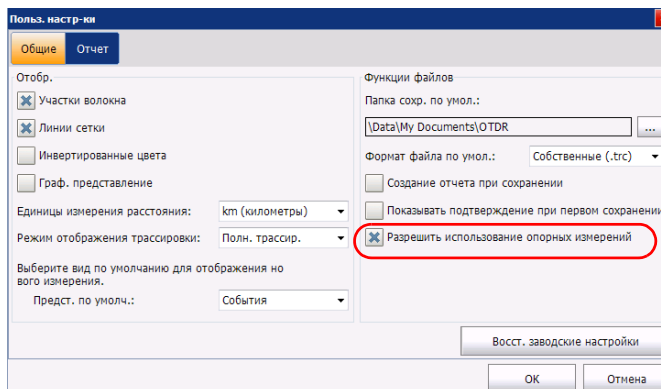 Польз. настр-ки
Общие
Отчет
Отобр.
Участки волокна
Линии сетки
Инвертированные цвета
Граф. представление
Единицы измерения расстояния:
km (километры)
Режим отображения трассировки:
Полн. трассир.
Выберите вид по умолчанию для отображения но
вого измерения.
Предст. по умолч.:
События
Функции файлов
Папка сохр. по умол.:
\Data\My Documents\OTDR
...
Формат файла по умол.:
Собственные (.trc)
Создание отчета при сохранении
Показывать подтверждение при первом сохранении
Разрешить использование опорных измерений
Восст. заводские настройки
OK
Отмена